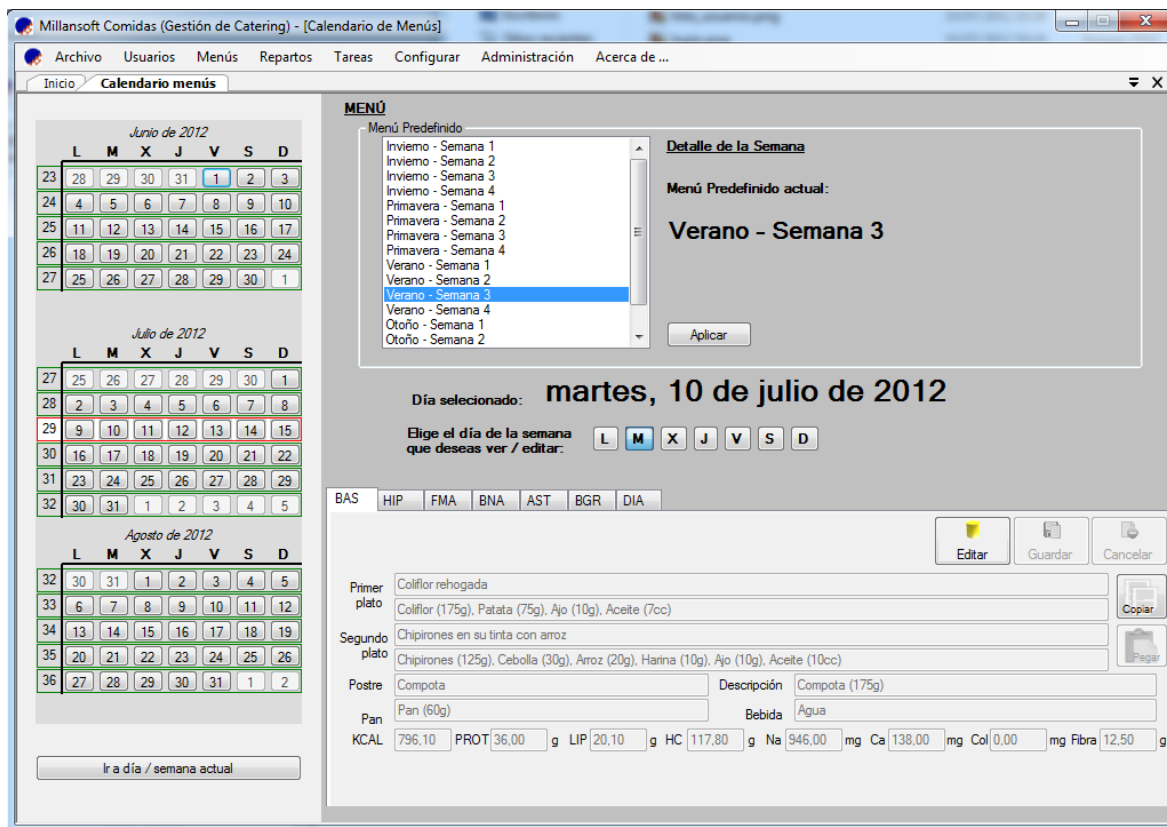 Millansoft Comidas (Gestión de Catering) - [Calendario de Menús]
Archivo Usuarios Menús Repartos Tareas Configurar Administración Acerca de ...
Inicio Calendario menús
Junio de 2012
L M X J V S D
23 28 29 30 31 1 2 3
24 4 5 6 7 8 9 10
25 11 12 13 14 15 16 17
26 18 19 20 21 22 23 24
27 25 26 27 28 29 30 1
Julio de 2012
L M X J V S D
27 25 26 27 28 29 30 1
28 2 3 4 5 6 7 8
29 9 10 11 12 13 14 15
30 16 17 18 19 20 21 22
31 23 24 25 26 27 28 29
32 30 31 1 2 3 4 5
Agosto de 2012
L M X J V S D
32 30 31 1 2 3 4 5
33 6 7 8 9 10 11 12
34 13 14 15 16 17 18 19
35 20 21 22 23 24 25 26
36 27 28 29 30 31 1 2
Ir a día / semana actual
MENÚ
Menú Predefinido
Invierno - Semana 1
Invierno - Semana 2
Invierno - Semana 3
Invierno - Semana 4
Primavera - Semana 1
Primavera - Semana 2
Primavera - Semana 3
Primavera - Semana 4
Verano - Semana 1
Verano - Semana 2
Verano - Semana 3
Verano - Semana 4
Otoño - Semana 1
Otoño - Semana 2
Detalle de la Semana
Menú Predefinido actual:
Verano - Semana 3
Aplicar
Día selecionado: martes, 10 de julio de 2012
Elige el día de la semana
que deseas ver / editar:
L M X J V S D
BAS HIP FMA BNA AST BGR DIA
Editar Guardar Cancelar
Primer
plato
Coliflor rehogada
Coliflor (175g), Patata (75g), Ajo (10g), Aceite (7cc)
Copiar
Segundo
plato
Chipirones en su tinta con arroz
Chipirones (125g), Cebolla (30g), Arroz (20g), Harina (10g), Ajo (10g), Aceite (10cc)
Pegar
Postre Compota Descripción Compota (175g)
Pan Pan (60g) Bebida Agua
KCAL 796,10 PROT 36,00 g LIP 20,10 g HC 117,80 g Na 946,00 mg Ca 138,00 mg Col 0,00 mg Fibra 12,50 g